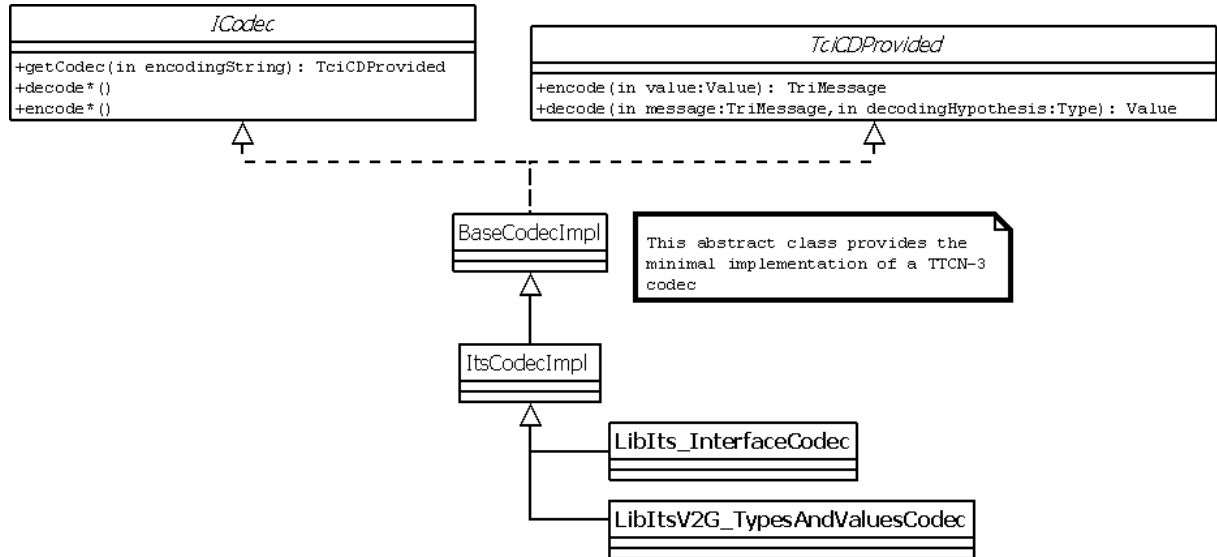 ICodec
+getCodec(in encodingString): TciCDProvided
+decode*()
+encode*()
TciCDProvided
+encode(in value:Value): TriMessage
+decode(in message:TriMessage,in decodingHypothesis:Type): Value
BaseCodecImpl
This abstract class provides the
minimal implementation of a TTCN-3
codec
ItsCodecImpl
LibIts_InterfaceCodec
LibItsV2G_TypesAndValuesCodec